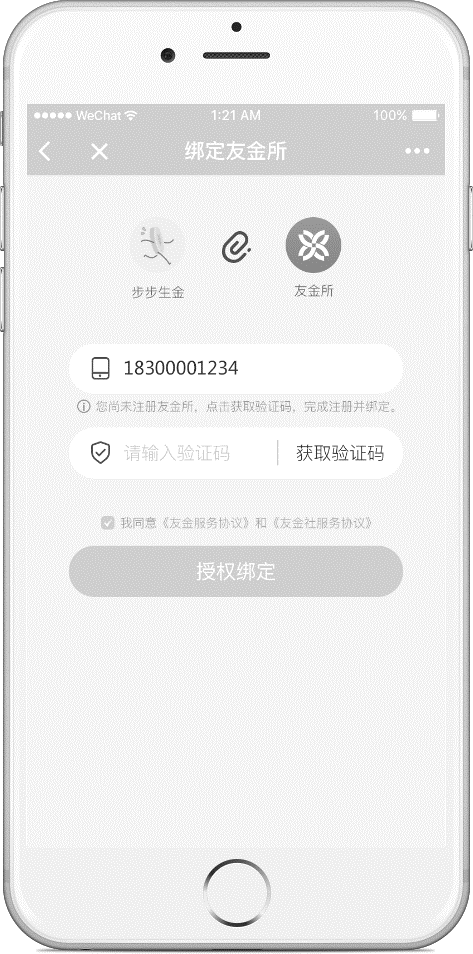 WeChat 1:21 AM 100%
绑定友金所
步步生金 友金所
18300001234
您尚未注册友金所，点击获取验证码，完成注册并绑定。
请输入验证码 获取验证码
我同意《友金服务协议》和《友金社服务协议》
授权绑定